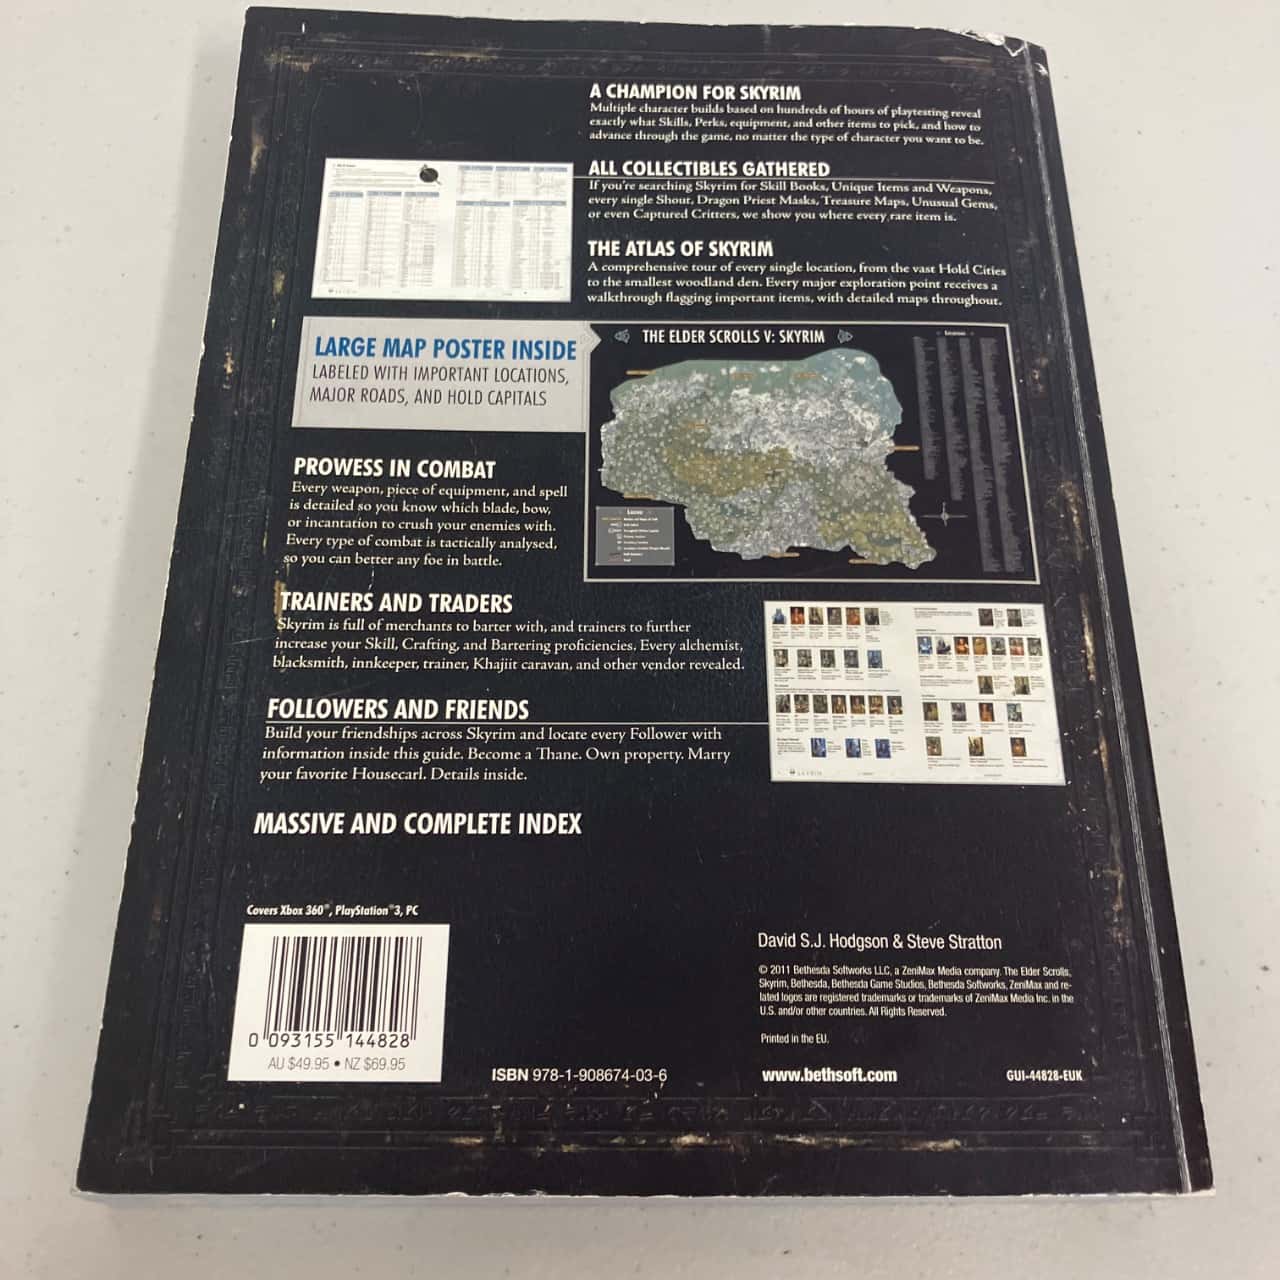 A CHAMPION FOR SKYRIM
Multiple character builds based on hundreds of hours of playtesting reveal
exactly what Skills, Perks, equipment, and other items to pick, and how to
advance through the game, no matter the type of character you want to be.
ALL COLLECTIBLES GATHERED
If you're searching Skyrim for Skill Books, Unique Items and Weapons,
every single Shout, Dragon Priest Masks, Treasure Maps, Unusual Gems,
or even Captured Critters, we show you where every rare item is.
THE ATLAS OF SKYRIM
A comprehensive tour of every single location, from the vast Hold Cities
to the smallest woodland den. Every major exploration point receives a
walkthrough flagging important items, with detailed maps throughout.
LARGE MAP POSTER INSIDE
LABELED WITH IMPORTANT LOCATIONS,
MAJOR ROADS, AND HOLD CAPITALS
THE ELDER SCROLLS V: SKYRIM
PROWESS IN COMBAT
Every weapon, piece of equipment, and spell
is detailed so you know which blade, bow,
or incantation to crush your enemies with.
Every type of combat is tactically analysed,
so you can better any foe in battle.
TRAINERS AND TRADERS
Skyrim is full of merchants to barter with, and trainers to further
increase your Skill, Crafting, and Bartering proficiencies. Every alchemist,
blacksmith, innkeeper, trainer, Khajiit caravan, and other vendor revealed.
FOLLOWERS AND FRIENDS
Build your friendships across Skyrim and locate every Follower with
information inside this guide. Become a Thane. Own property. Marry
your favorite Housecarl. Details inside.
MASSIVE AND COMPLETE INDEX
Covers Xbox 360®, PlayStation®3, PC
0 093155 144828
AU $49.95 • NZ $69.95
ISBN 978-1-908674-03-6
David S.J. Hodgson & Steve Stratton
© 2011 Bethesda Softworks LLC, a ZeniMax Media company. The Elder Scrolls,
Skyrim, Bethesda, Bethesda Game Studios, Bethesda Softworks, ZeniMax and re-
lated logos are registered trademarks or trademarks of ZeniMax Media Inc. in the
U.S. and/or other countries. All Rights Reserved.
Printed in the EU.
www.bethsoft.com
GUI-44828-EUK